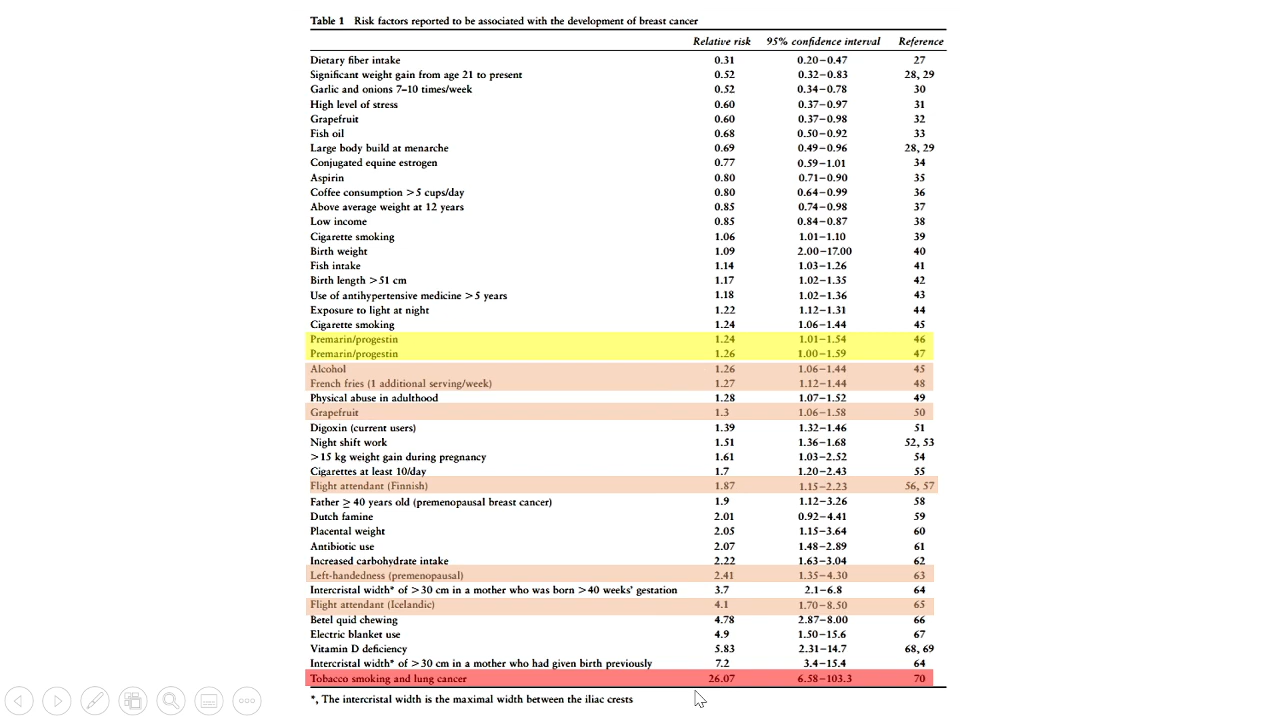 Table 1 Risk factors reported to be associated with the development of breast cancer
Relative risk 95% confidence interval Reference
Dietary fiber intake 0.31 0.20–0.47 27
Significant weight gain from age 21 to present 0.52 0.32–0.83 28, 29
Garlic and onions 7–10 times/week 0.52 0.34–0.78 30
High level of stress 0.60 0.37–0.97 31
Grapefruit 0.60 0.37–0.98 32
Fish oil 0.68 0.50–0.92 33
Large body build at menarche 0.69 0.49–0.96 28, 29
Conjugated equine estrogen 0.77 0.59–1.01 34
Aspirin 0.80 0.71–0.90 35
Coffee consumption >5 cups/day 0.80 0.64–0.99 36
Above average weight at 12 years 0.85 0.74–0.98 37
Low income 0.85 0.84–0.87 38
Cigarette smoking 1.06 1.01–1.10 39
Birth weight 1.09 2.00–17.00 40
Fish intake 1.14 1.03–1.26 41
Birth length >51 cm 1.17 1.02–1.35 42
Use of antihypertensive medicine >5 years 1.18 1.02–1.36 43
Exposure to light at night 1.22 1.12–1.31 44
Cigarette smoking 1.24 1.06–1.44 45
Premarin/progestin 1.24 1.01–1.54 46
Premarin/progestin 1.26 1.00–1.59 47
Alcohol 1.26 1.06–1.44 45
French fries (1 additional serving/week) 1.27 1.12–1.44 48
Physical abuse in adulthood 1.28 1.07–1.52 49
Grapefruit 1.3 1.06–1.58 50
Digoxin (current users) 1.39 1.32–1.46 51
Night shift work 1.51 1.36–1.68 52, 53
>15 kg weight gain during pregnancy 1.61 1.03–2.52 54
Cigarettes at least 10/day 1.7 1.20–2.43 55
Flight attendant (Finnish) 1.87 1.15–2.23 56, 57
Father ≥ 40 years old (premenopausal breast cancer) 1.9 1.12–3.26 58
Dutch famine 2.01 0.92–4.41 59
Placental weight 2.05 1.15–3.64 60
Antibiotic use 2.07 1.48–2.89 61
Increased carbohydrate intake 2.22 1.63–3.04 62
Left-handedness (premenopausal) 2.41 1.35–4.30 63
Intercristal width* of >30 cm in a mother who was born >40 weeks' gestation 3.7 2.1–6.8 64
Flight attendant (Icelandic) 4.1 1.70–8.50 65
Betel quid chewing 4.78 2.87–8.00 66
Electric blanket use 4.9 1.50–15.6 67
Vitamin D deficiency 5.83 2.31–14.7 68, 69
Intercristal width* of >30 cm in a mother who had given birth previously 7.2 3.4–15.4 64
Tobacco smoking and lung cancer 26.07 6.58–103.3 70
*, The intercristal width is the maximal width between the iliac crests